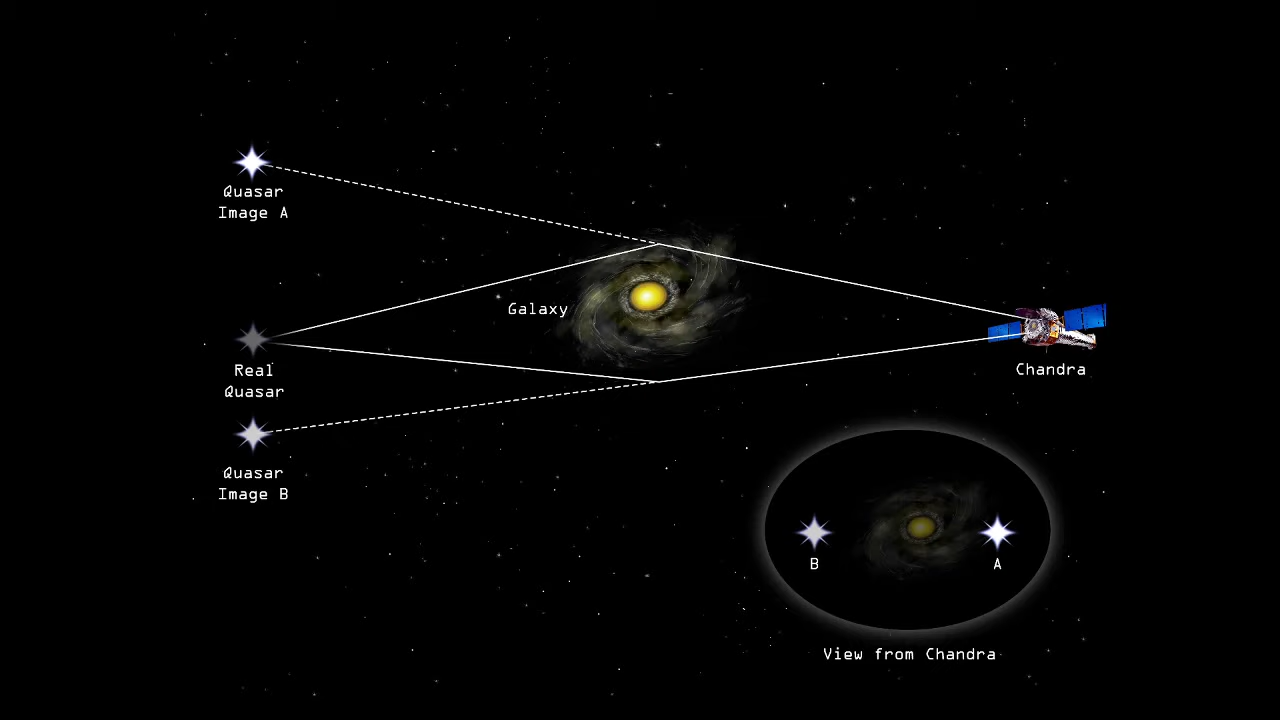 Quasar
Image A
Galaxy
Real
Quasar
Chandra
Quasar
Image B
B
A
View from Chandra